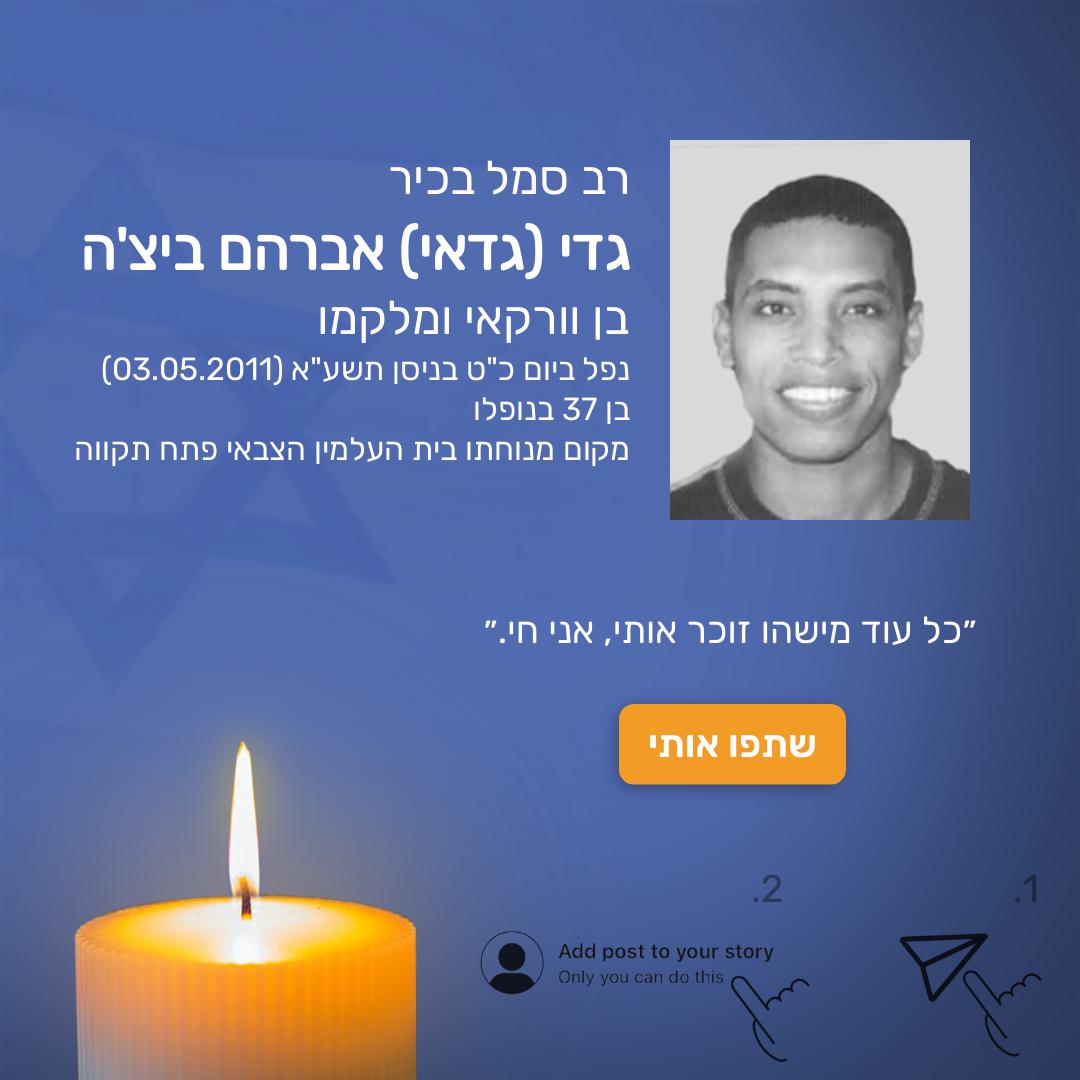 רב סמל בכיר
גדי (גדאי) אברהם ביצ'ה
בן וורקאי ומלקמו
נפל ביום כ"ט בניסן תשע"א (03.05.2011)
בן 37 בנופלו
מקום מנוחתו בית העלמין הצבאי פתח תקווה
״כל עוד מישהו זוכר אותי, אני חי.״
שתפו אותי
1.
2.
Add post to your story
Only you can do this